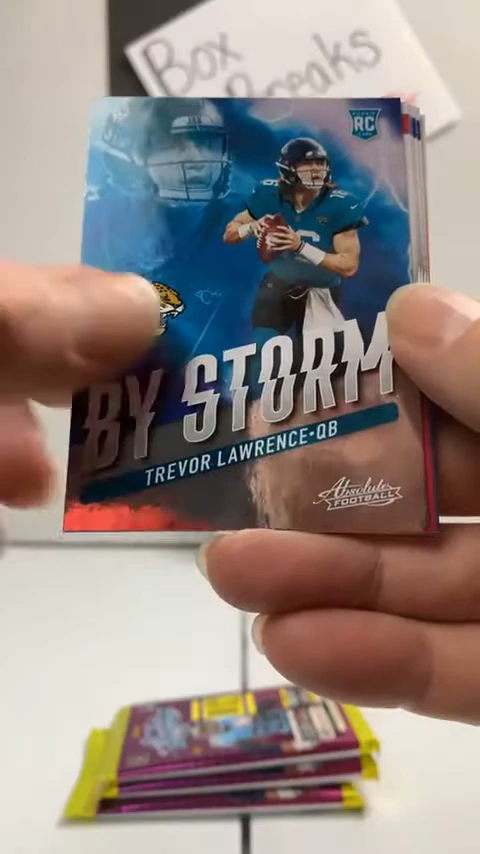 Box
Breaks
RC
BY STORM
TREVOR LAWRENCE•QB
Absolute
FOOTBALL